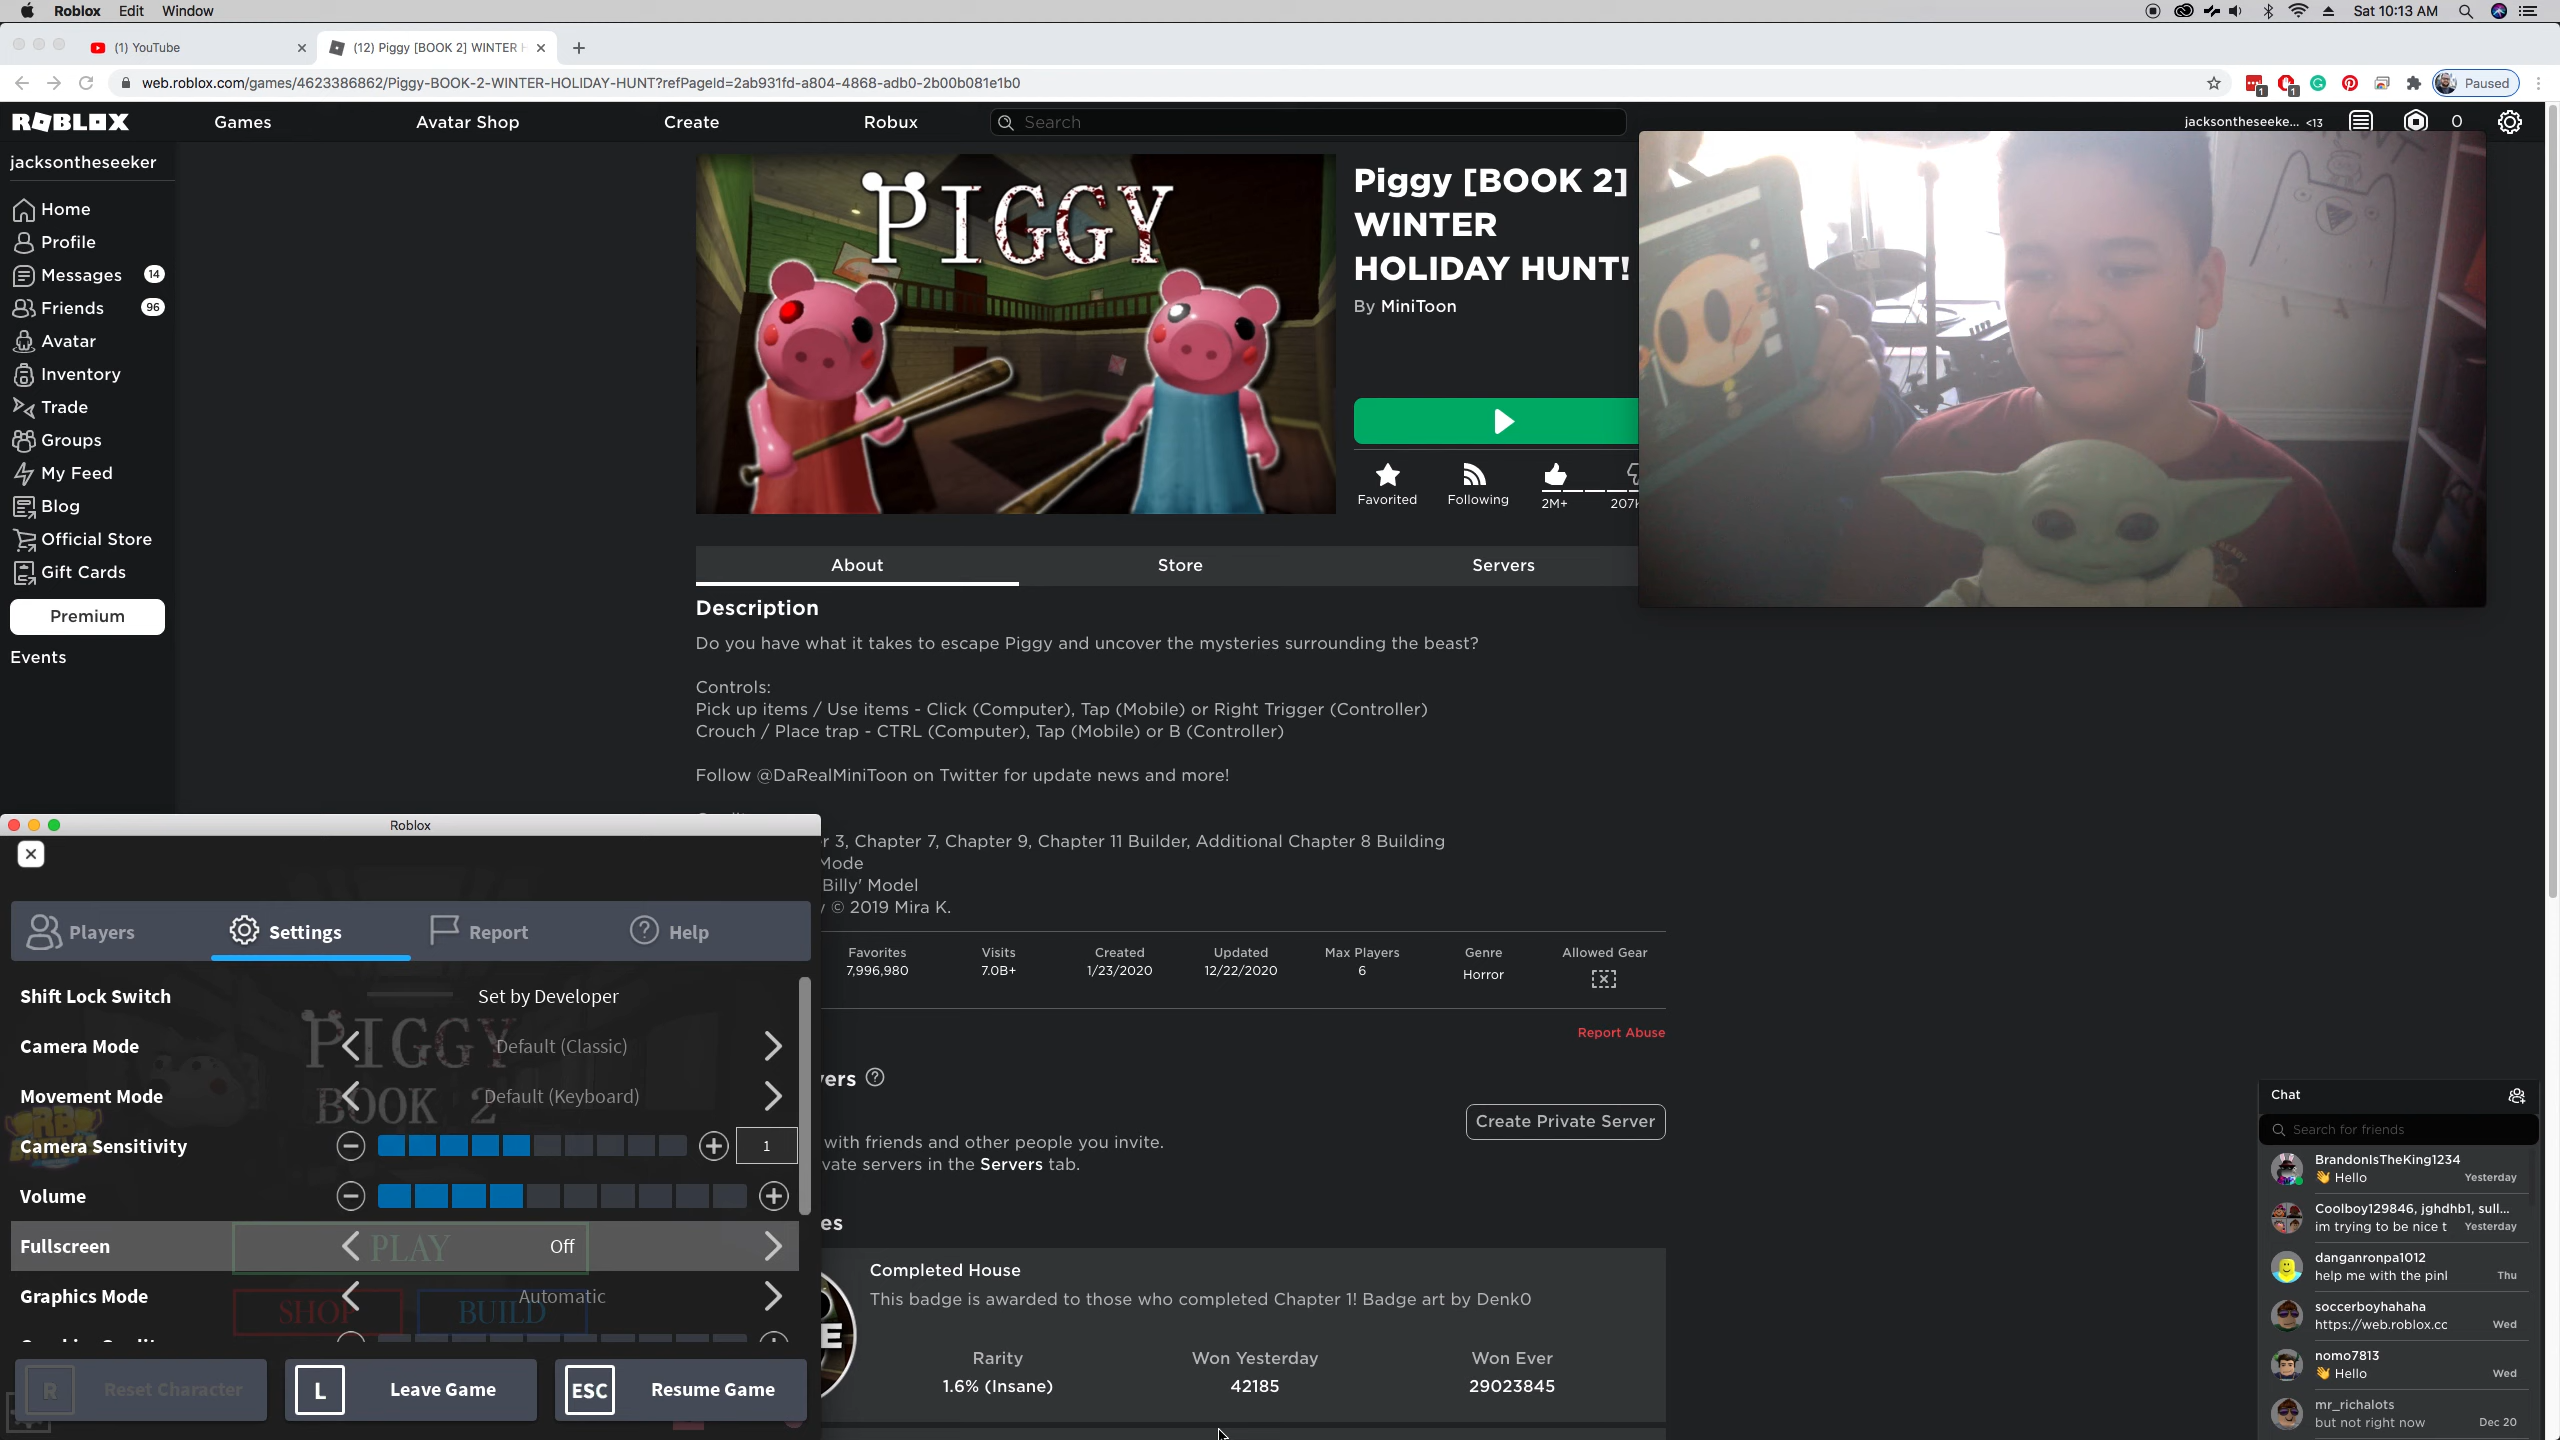 Roblox Edit Window
Sat 10:13 AM
(1) YouTube
(12) Piggy [BOOK 2] WINTER
web.roblox.com/games/4623386862/Piggy-BOOK-2-WINTER-HOLIDAY-HUNT?refPageId=2ab931fd-a804-4868-adb0-2b00b081e1b0
1
1
Paused
ROBLOX
Games
Avatar Shop
Create
Robux
Search
jacksontheseeke... <13
0
jacksontheseeker
Home
Profile
Messages 14
Friends 96
Avatar
Inventory
Trade
Groups
My Feed
Blog
Official Store
Gift Cards
Premium
Events
PIGGY
Piggy [BOOK 2]
WINTER
HOLIDAY HUNT!
By MiniToon
Favorited
Following
2M+
207K
About
Store
Servers
Description
Do you have what it takes to escape Piggy and uncover the mysteries surrounding the beast?
Controls:
Pick up items / Use items - Click (Computer), Tap (Mobile) or Right Trigger (Controller)
Crouch / Place trap - CTRL (Computer), Tap (Mobile) or B (Controller)
Follow @DaRealMiniToon on Twitter for update news and more!
r 3, Chapter 7, Chapter 9, Chapter 11 Builder, Additional Chapter 8 Building
Mode
Billy' Model
y © 2019 Mira K.
Favorites Visits Created Updated Max Players Genre Allowed Gear
7,996,980 7.0B+ 1/23/2020 12/22/2020 6 Horror
Report Abuse
vers
Create Private Server
with friends and other people you invite.
vate servers in the Servers tab.
es
Completed House
This badge is awarded to those who completed Chapter 1! Badge art by Denk0
Rarity Won Yesterday Won Ever
1.6% (Insane) 42185 29023845
Roblox
Players
Settings
Report
Help
Shift Lock Switch Set by Developer
Camera Mode Default (Classic)
Movement Mode Default (Keyboard)
Camera Sensitivity 1
Volume
Fullscreen Off
Graphics Mode Automatic
PIGGY
BOOK 2
PLAY
SHOP
BUILD
R Reset Character
L Leave Game
ESC Resume Game
Chat
Search for friends
BrandonIsTheKing1234
👋 Hello Yesterday
Coolboy129846, jghdhb1, sull...
im trying to be nice t Yesterday
danganronpa1012
help me with the pinl Thu
soccerboyhahaha
https://web.roblox.cc Wed
nomo7813
👋 Hello Wed
mr_richalots
but not right now Dec 20